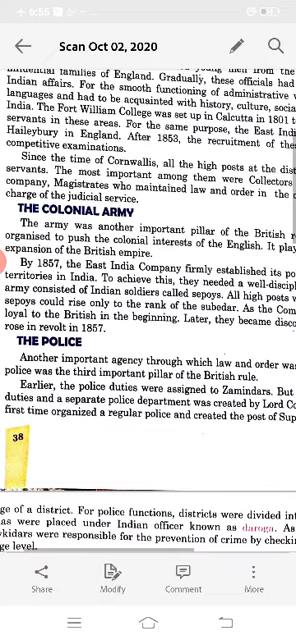 6:55
Scan Oct 02, 2020
influential families of England. Gradually, these officials had
Indian affairs. For the smooth functioning of administrative
languages and had to be acquainted with history, culture, socia
India. The Fort William College was set up in Calcutta in 1801 t
servants in these areas. For the same purpose, the East Indi
Haileybury in England. After 1853, the recruitment of the
competitive examinations.
Since the time of Cornwallis, all the high posts at the dist
servants. The most important among them were Collectors
company, Magistrates who maintained law and order in the
charge of the judicial service.
THE COLONIAL ARMY
The army was another important pillar of the British r
organised to push the colonial interests of the English. It play
expansion of the British empire.
By 1857, the East India Company firmly established its po
territories in India. To achieve this, they needed a well-discipl
army consisted of Indian soldiers called sepoys. All high posts
sepoys could rise only to the rank of the subedar. As the Com
loyal to the British in the beginning. Later, they became disco
rose in revolt in 1857.
THE POLICE
Another important agency through which law and order wa
police was the third important pillar of the British rule.
Earlier, the police duties were assigned to Zamindars. But
duties and a separate police department was created by Lord Co
first time organized a regular police and created the post of Sup
38
ge of a district. For police functions, districts were divided int
as were placed under Indian officer known as daroga. As
kidars were responsible for the prevention of crime by checki
ge level.
Share
Modify
Comment
More